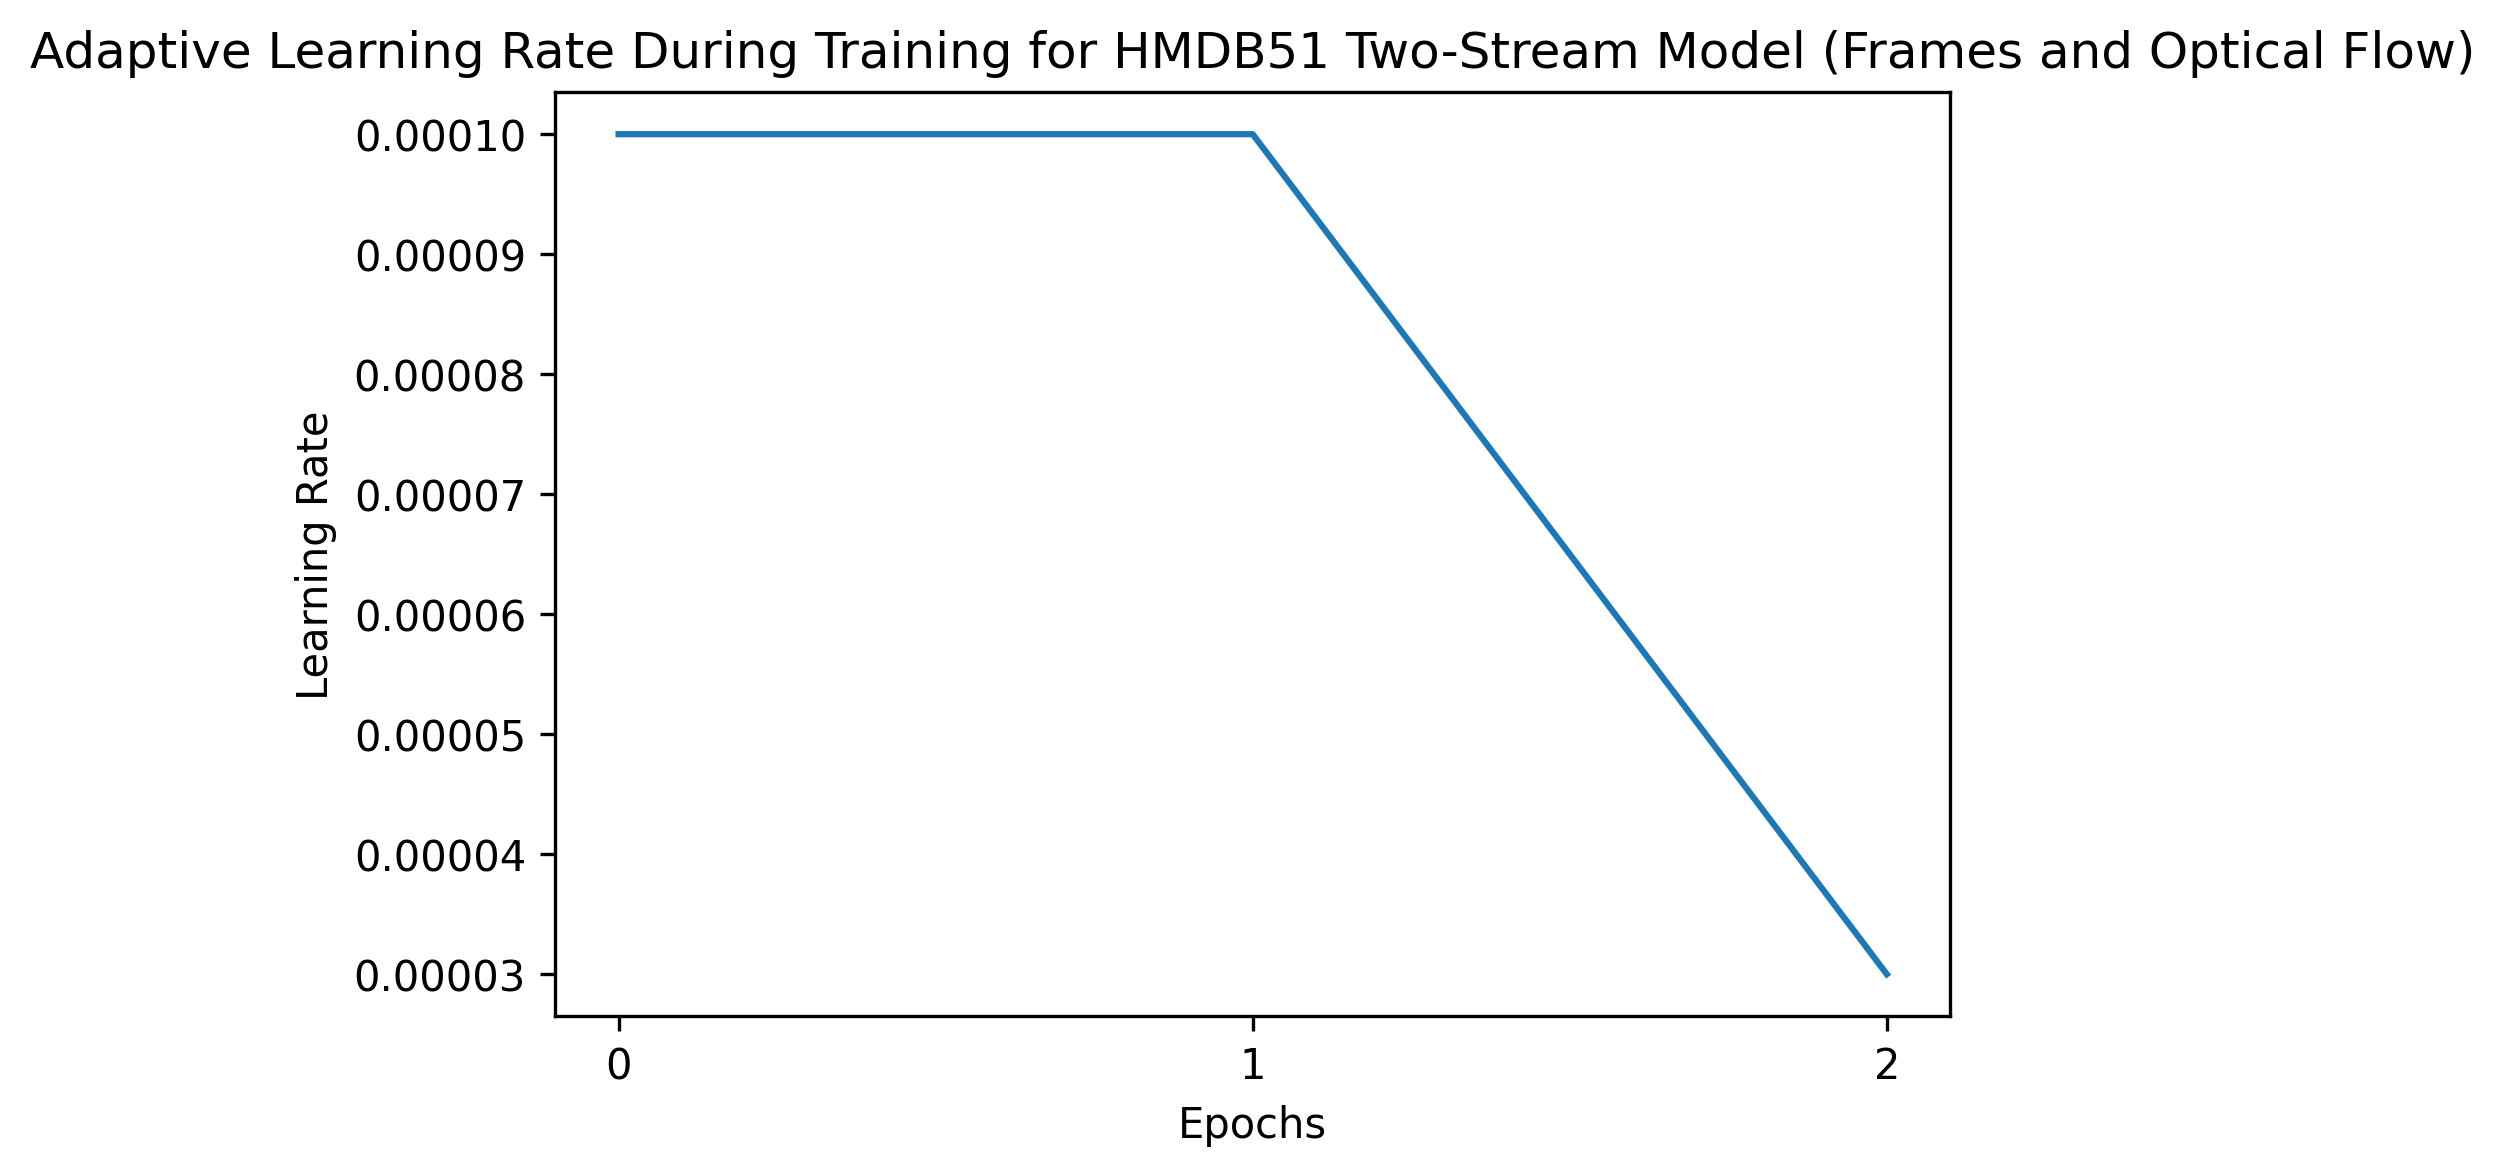 Adaptive Learning Rate During Training for HMDB51 Two-Stream Model (Frames and Optical Flow)
0.00010
0.00009
0.00008
0.00007
0.00006
0.00005
0.00004
0.00003
Learning Rate
0 1 2
Epochs